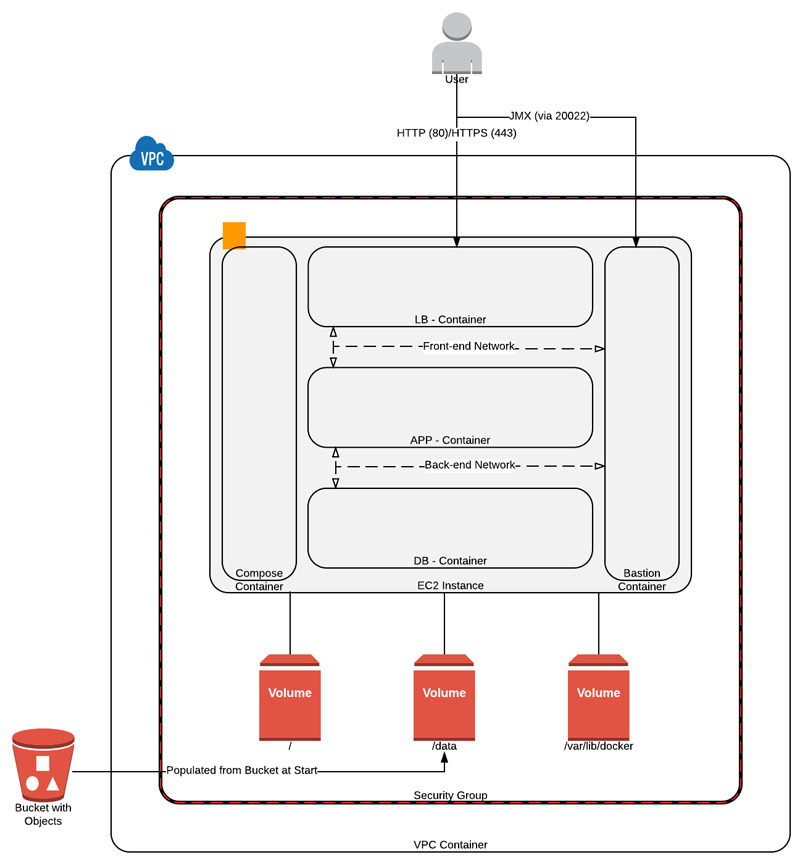 User
JMX (via 20022)
HTTP (80)/HTTPS (443)
VPC
LB - Container
Front-end Network
APP - Container
Back-end Network
DB - Container
Compose
Container
Bastion
Container
EC2 Instance
Volume
Volume
Volume
/
/data
/var/lib/docker
Populated from Bucket at Start
Bucket with
Objects
Security Group
VPC Container